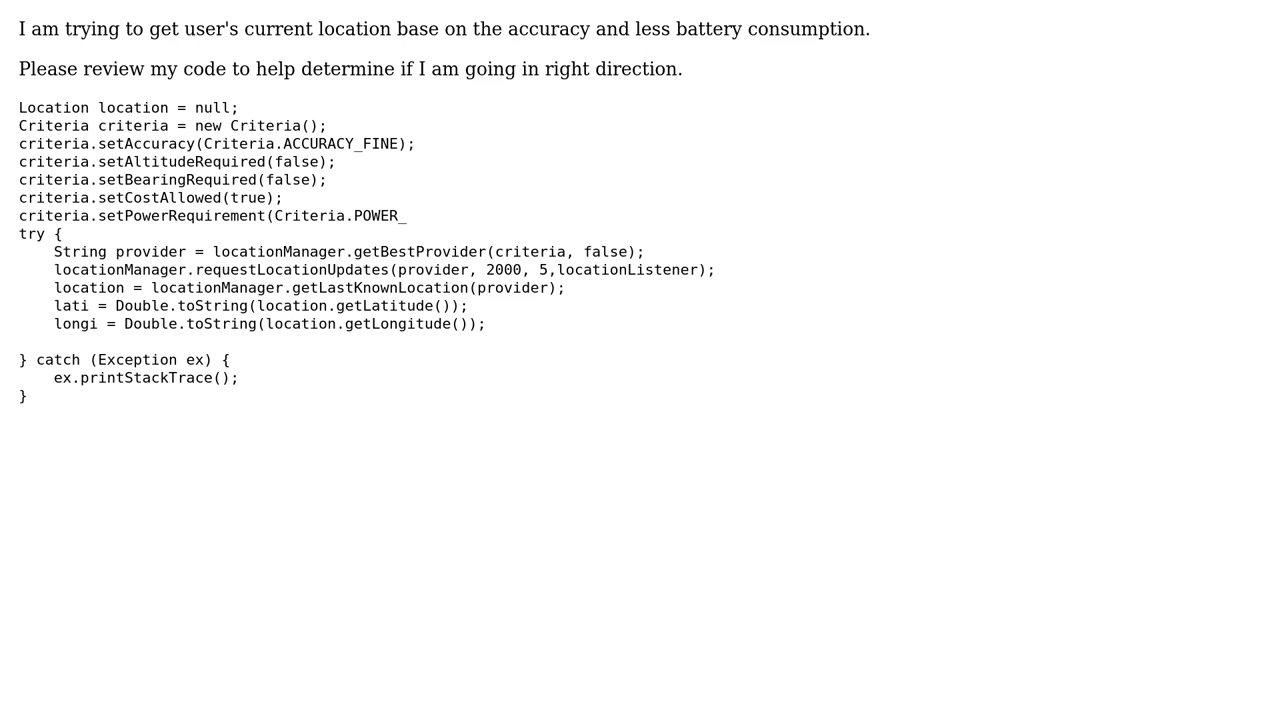 I am trying to get user's current location base on the accuracy and less battery consumption.
Please review my code to help determine if I am going in right direction.
Location location = null;
Criteria criteria = new Criteria();
criteria.setAccuracy(Criteria.ACCURACY_FINE);
criteria.setAltitudeRequired(false);
criteria.setBearingRequired(false);
criteria.setCostAllowed(true);
criteria.setPowerRequirement(Criteria.POWER_
try {
    String provider = locationManager.getBestProvider(criteria, false);
    locationManager.requestLocationUpdates(provider, 2000, 5,locationListener);
    location = locationManager.getLastKnownLocation(provider);
    lati = Double.toString(location.getLatitude());
    longi = Double.toString(location.getLongitude());
} catch (Exception ex) {
    ex.printStackTrace();
}